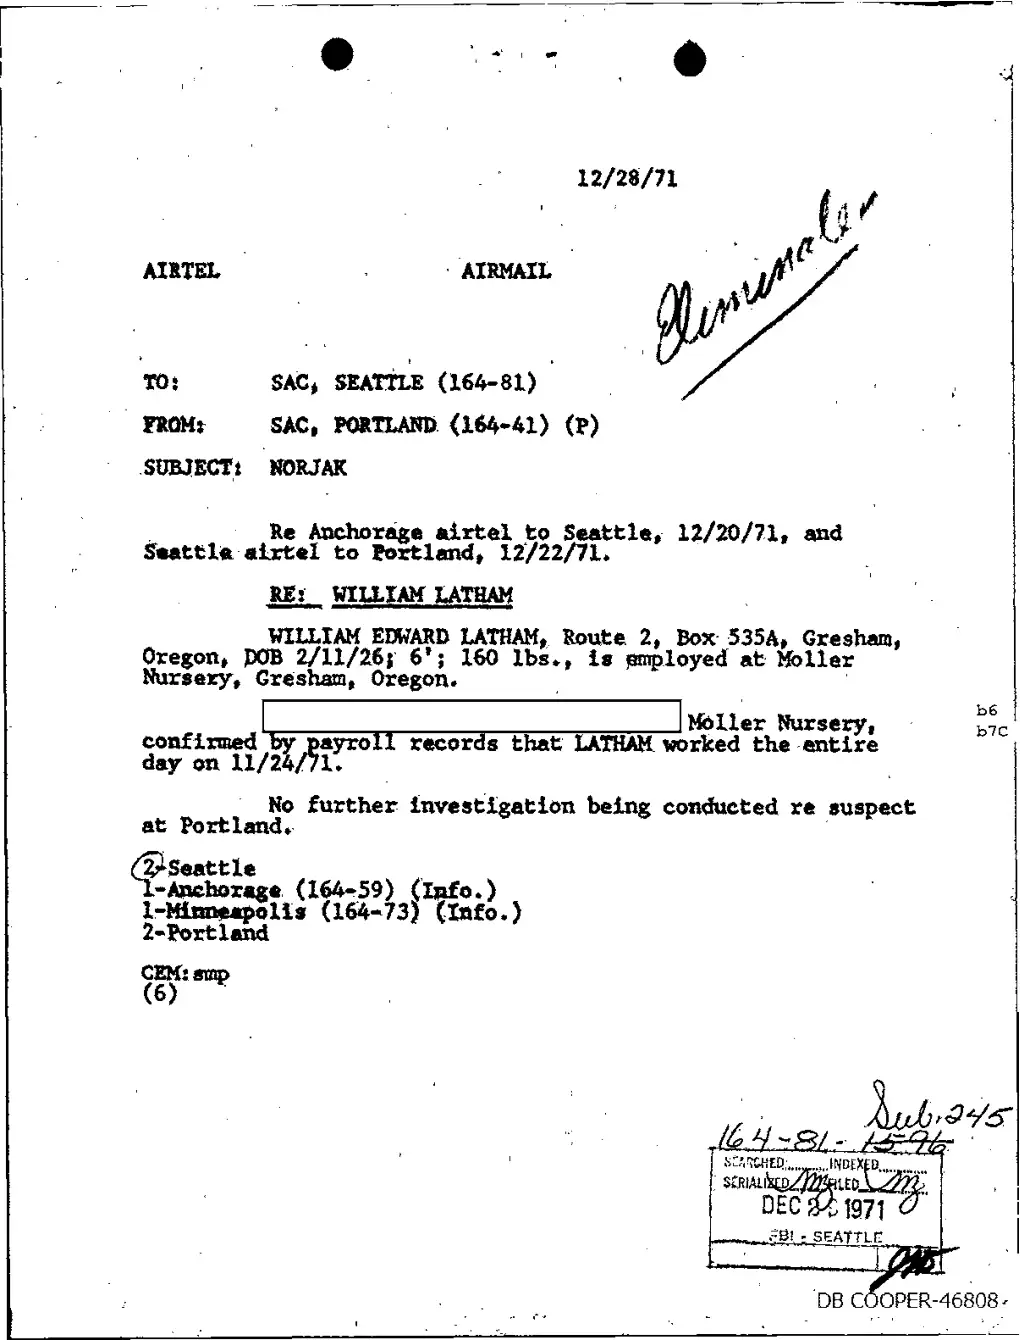 12/28/71
Eliminate
AIRTEL AIRMAIL
TO: SAC, SEATTLE (164-81)
FROM: SAC, PORTLAND (164-41) (P)
SUBJECT: NORJAK
Re Anchorage airtel to Seattle, 12/20/71, and
Seattle airtel to Portland, 12/22/71.
RE: WILLIAM LATHAM
WILLIAM EDWARD LATHAM, Route 2, Box 535A, Gresham,
Oregon, DOB 2/11/26; 6'; 160 lbs., is employed at Moller
Nursery, Gresham, Oregon.
Moller Nursery,
b6
b7C
confirmed by payroll records that LATHAM worked the entire
day on 11/24/71.
No further investigation being conducted re suspect
at Portland.
2-Seattle
1-Anchorage (164-59) (Info.)
1-Minneapolis (164-73) (Info.)
2-Portland
CEM:smp
(6)
Sub. 245
164-81-1596
SEARCHED INDEXED
SERIALIZED FILED
DEC 1971
FBI - SEATTLE
DB COOPER-46808